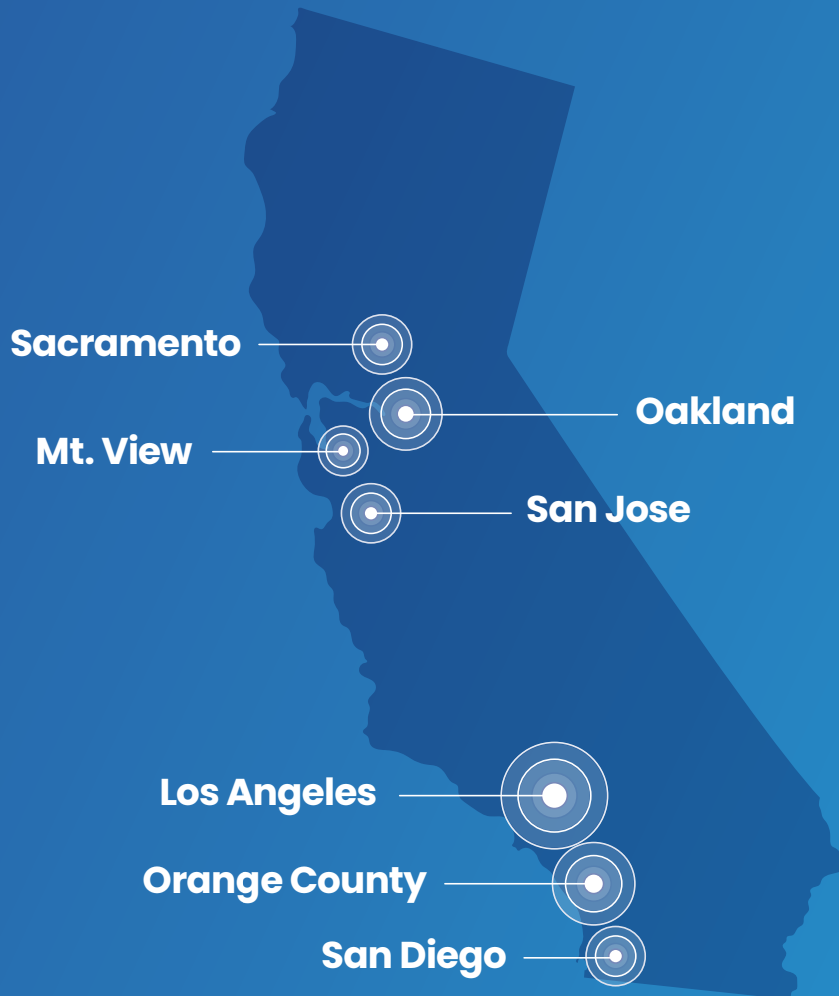 Sacramento
Oakland
Mt. View
San Jose
Los Angeles
Orange County
San Diego